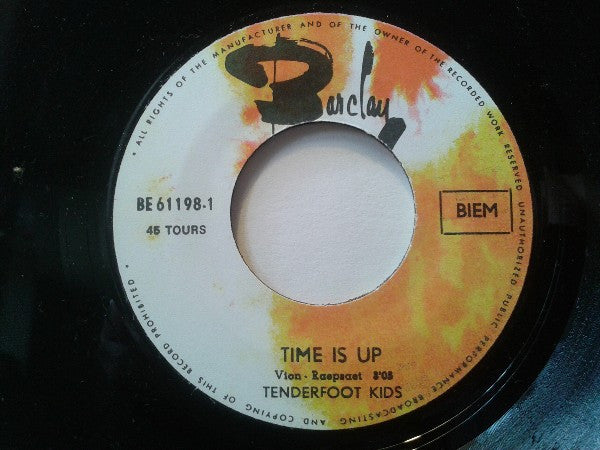 • ALL RIGHTS OF THE MANUFACTURER AND OF THE OWNER OF THE RECORDED WORK RESERVED UNAUTHORIZED PUBLIC PERFORMANCE BROADCASTING AND COPYING OF THIS RECORD PROHIBITED •
Barclay
BE 61198-1
45 TOURS
BIEM
TIME IS UP
Vion - Raepsaet 3'03
TENDERFOOT KIDS